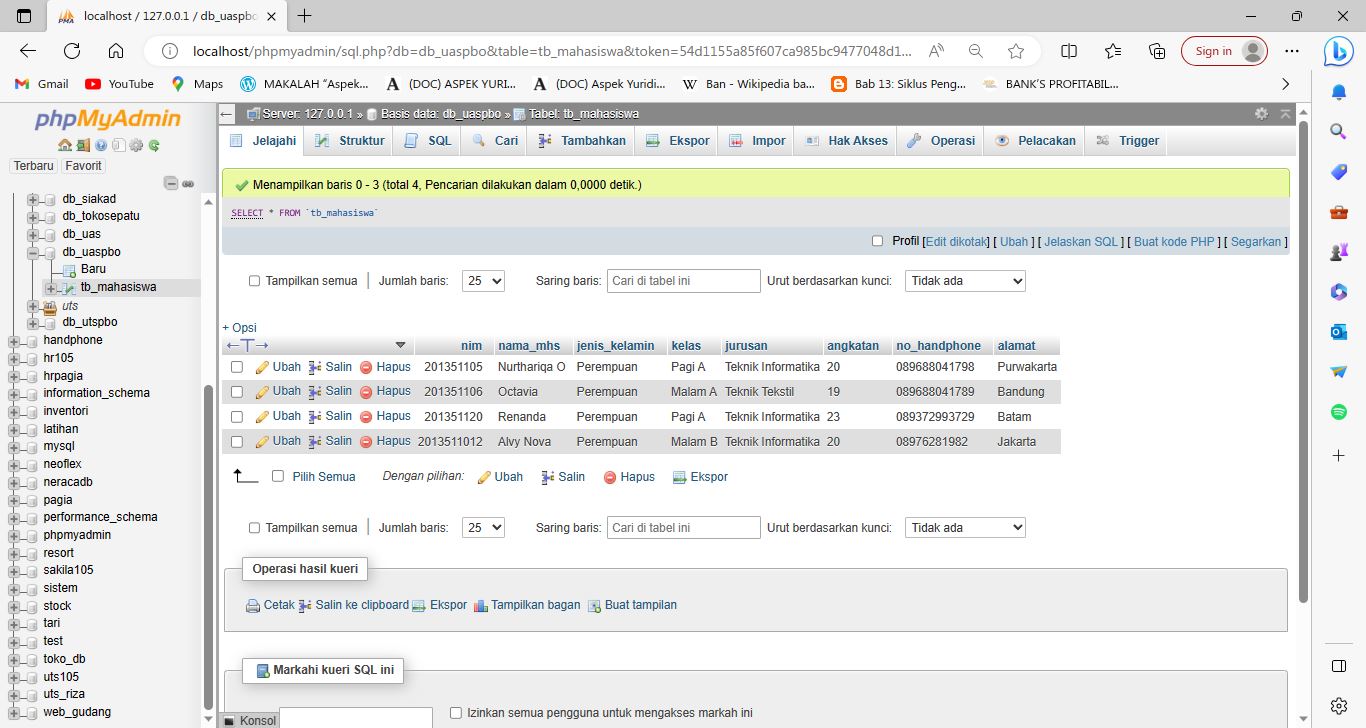 localhost / 127.0.0.1 / db_uaspbo
localhost/phpmyadmin/sql.php?db=db_uaspbo&table=tb_mahasiswa&token=54d1155a85f607ca985bc9477048d1...
Sign in
Gmail YouTube Maps MAKALAH “Aspek... (DOC) ASPEK YURI... (DOC) Aspek Yuridi... Ban - Wikipedia ba... Bab 13: Siklus Peng... BANK'S PROFITABIL...
phpMyAdmin
Terbaru Favorit
db_siakad
db_tokosepatu
db_uas
db_uaspbo
Baru
tb_mahasiswa
uts
db_utspbo
handphone
hr105
hrpagia
information_schema
inventori
latihan
mysql
neoflex
neracadb
pagia
performance_schema
phpmyadmin
resort
sakila105
sistem
stock
tari
test
toko_db
uts105
uts_riza
web_gudang
Server: 127.0.0.1 » Basis data: db_uaspbo » Tabel: tb_mahasiswa
Jelajahi Struktur SQL Cari Tambahkan Ekspor Impor Hak Akses Operasi Pelacakan Trigger
Menampilkan baris 0 - 3 (total 4, Pencarian dilakukan dalam 0,0000 detik.)
SELECT * FROM `tb_mahasiswa`
Profil [Edit dikotak] [ Ubah ] [ Jelaskan SQL ] [ Buat kode PHP ] [ Segarkan ]
Tampilkan semua Jumlah baris: 25 Saring baris: Cari di tabel ini Urut berdasarkan kunci: Tidak ada
+ Opsi
←T→ nim nama_mhs jenis_kelamin kelas jurusan angkatan no_handphone alamat
Ubah Salin Hapus 201351105 Nurthariqa O Perempuan Pagi A Teknik Informatika 20 089688041798 Purwakarta
Ubah Salin Hapus 201351106 Octavia Perempuan Malam A Teknik Tekstil 19 089688041789 Bandung
Ubah Salin Hapus 201351120 Renanda Perempuan Pagi A Teknik Informatika 23 089372993729 Batam
Ubah Salin Hapus 2013511012 Alvy Nova Perempuan Malam B Teknik Informatika 20 08976281982 Jakarta
Pilih Semua Dengan pilihan: Ubah Salin Hapus Ekspor
Tampilkan semua Jumlah baris: 25 Saring baris: Cari di tabel ini Urut berdasarkan kunci: Tidak ada
Operasi hasil kueri
Cetak Salin ke clipboard Ekspor Tampilkan bagan Buat tampilan
Markahi kueri SQL ini
Konsol Izinkan semua pengguna untuk mengakses markah ini